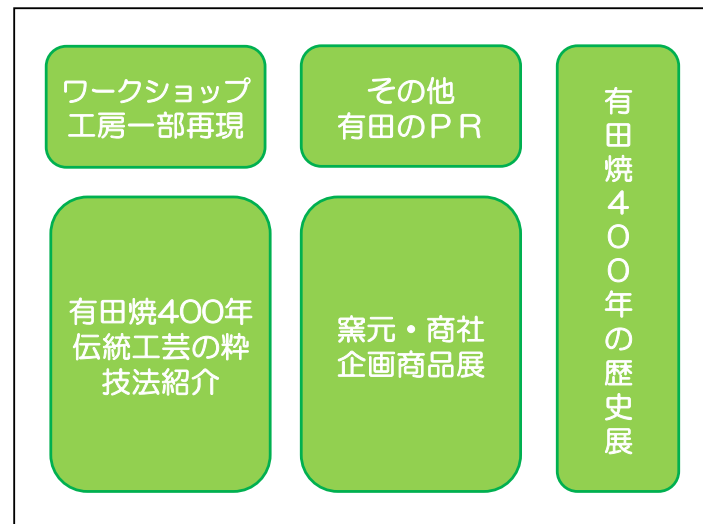 ワークショップ
工房一部再現
その他
有田のＰＲ
有田焼４００年の歴史展
有田焼400年
伝統工芸の粋
技法紹介
窯元・商社
企画商品展